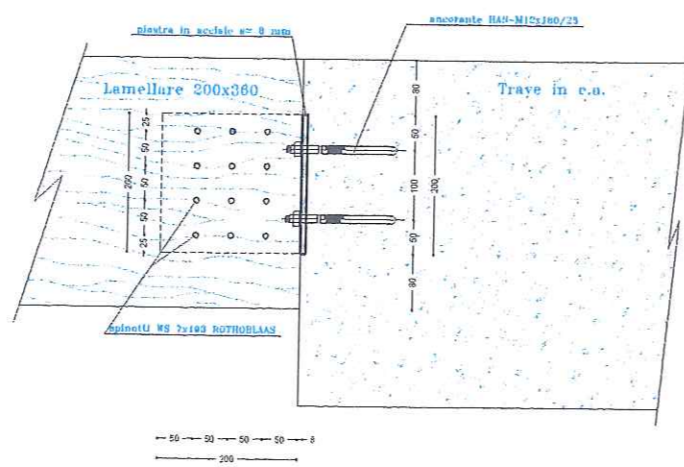 piastra in acciaio s= 8 mm
ancorante HAS-M12x160/25
Lamellare 200x360
Trave in c.a.
25
50
50
50
25
200
80
50
100
50
80
200
spinotti WS 7x193 ROTHOBLAAS
50 50 50 50 8
200